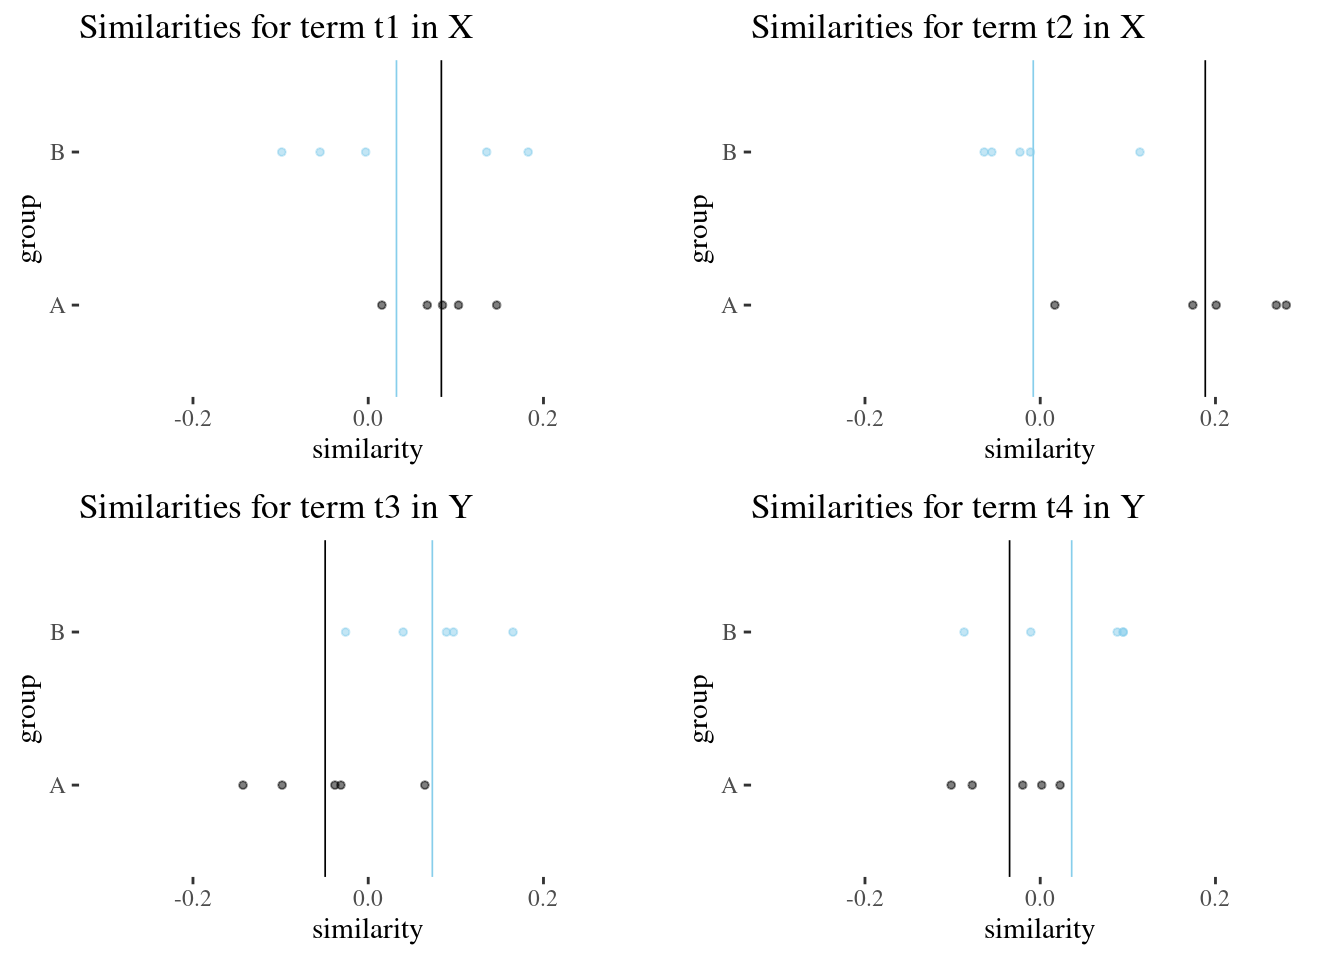 Similarities for term t1 in X
group
B
A
-0.2 0.0 0.2
similarity
Similarities for term t2 in X
group
B
A
-0.2 0.0 0.2
similarity
Similarities for term t3 in Y
group
B
A
-0.2 0.0 0.2
similarity
Similarities for term t4 in Y
group
B
A
-0.2 0.0 0.2
similarity